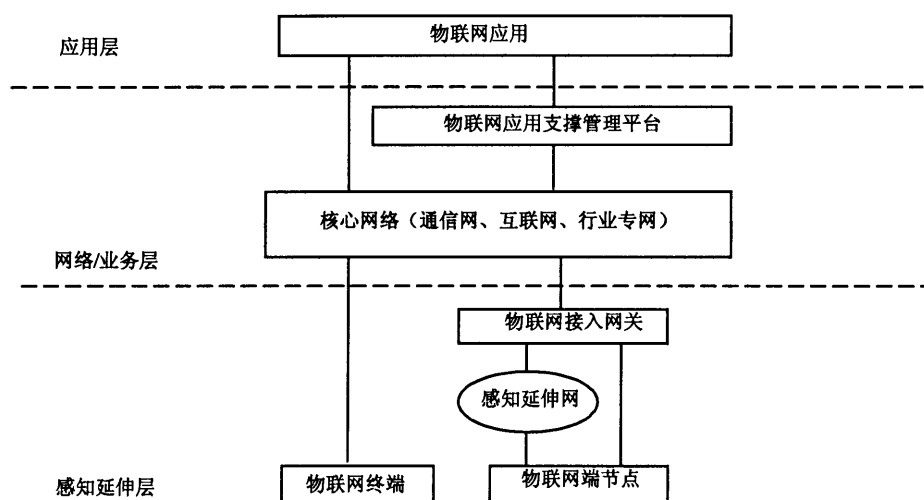 物联网应用
应用层
物联网应用支撑管理平台
核心网络（通信网、互联网、行业专网）
网络/业务层
物联网接入网关
感知延伸网
感知延伸层
物联网终端
物联网端节点